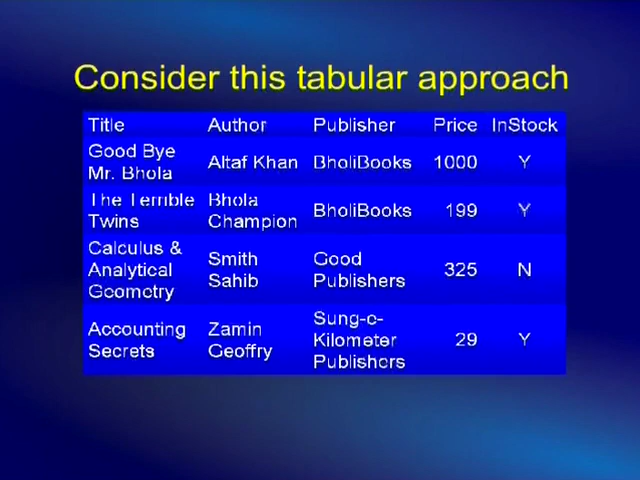 Consider this tabular approach
Title Author Publisher Price InStock
Good Bye
Mr. Bhola Altaf Khan BholiBooks 1000 Y
The Terrible
Twins Bhola
Champion BholiBooks 199 Y
Calculus &
Analytical
Geometry Smith
Sahib Good
Publishers 325 N
Accounting
Secrets Zamin
Geoffry Sung-e-
Kilometer
Publishers 29 Y